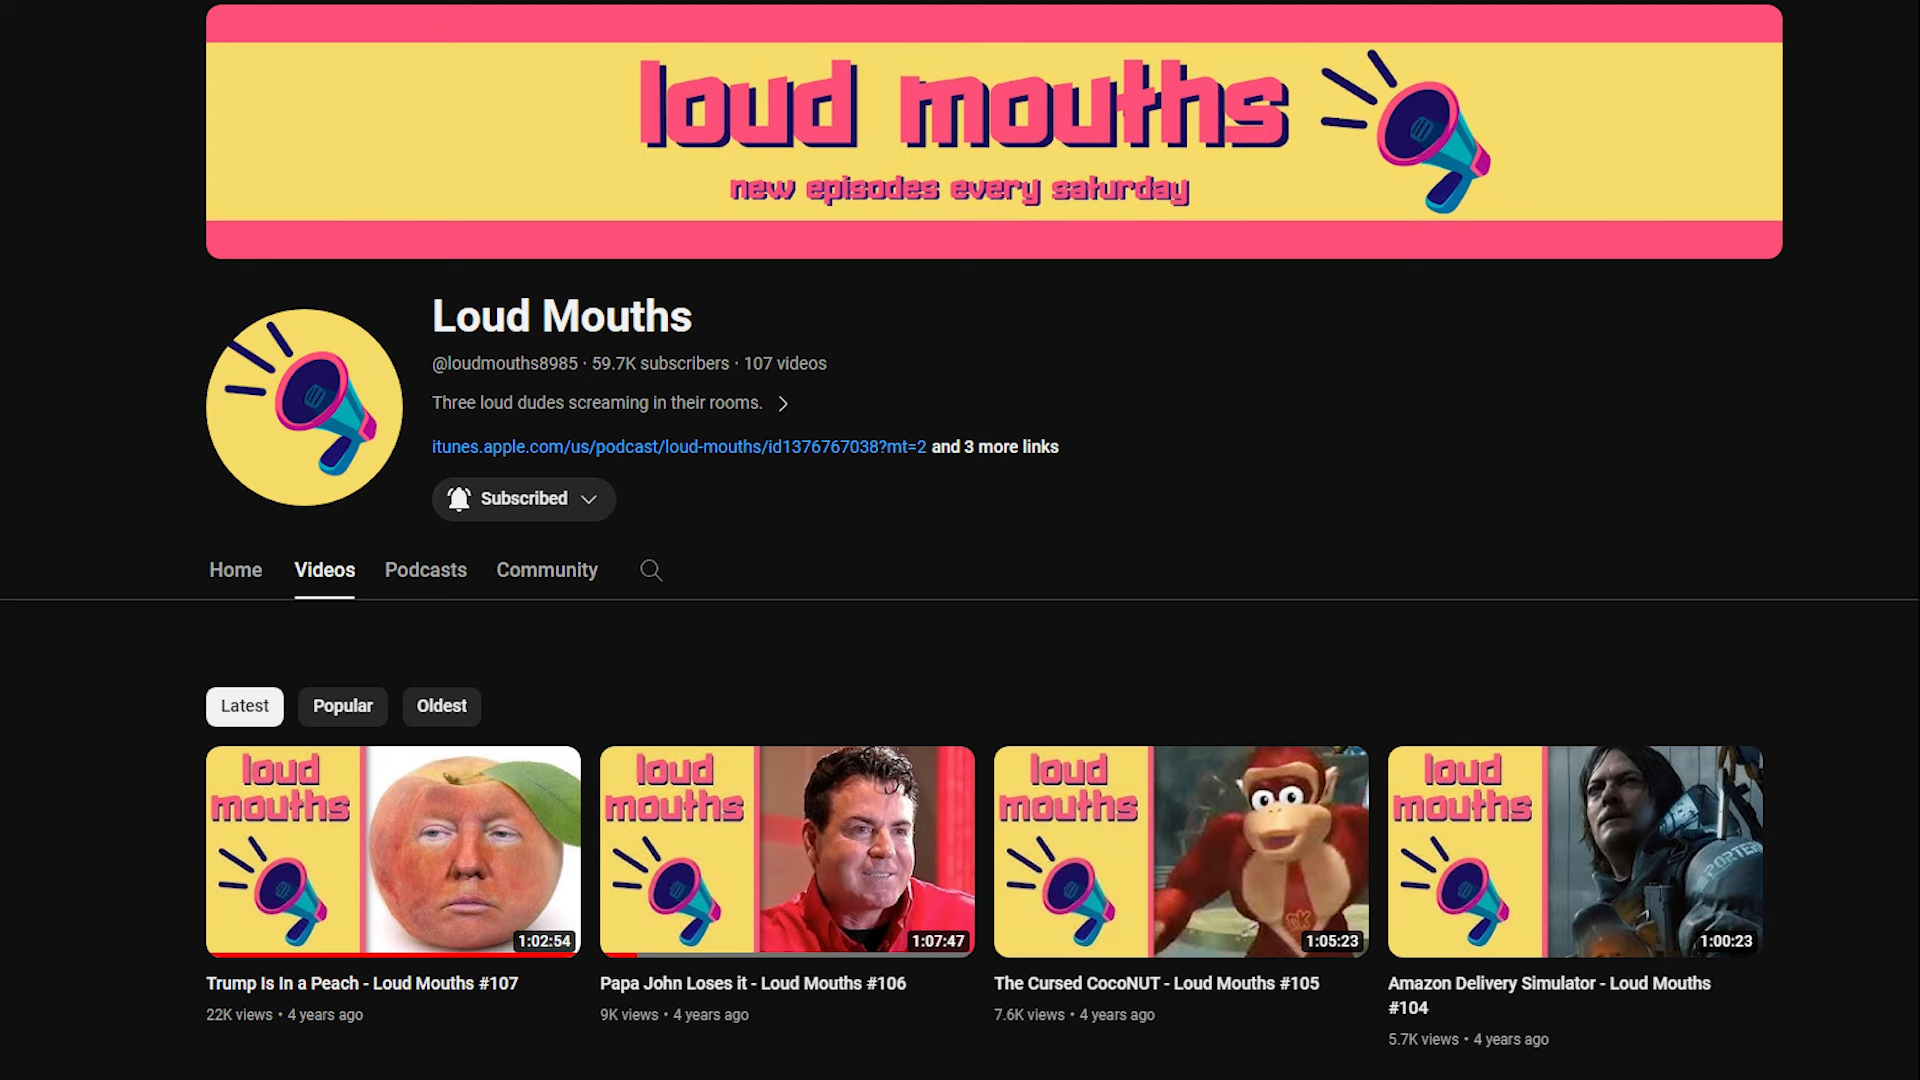 loud mouths
new episodes every saturday
Loud Mouths
@loudmouths8985 · 59.7K subscribers · 107 videos
Three loud dudes screaming in their rooms.
itunes.apple.com/us/podcast/loud-mouths/id1376767038?mt=2 and 3 more links
Subscribed
Home Videos Podcasts Community
Latest Popular Oldest
loud
mouths
1:02:54
Trump Is In a Peach - Loud Mouths #107
22K views • 4 years ago
loud
mouths
1:07:47
Papa John Loses it - Loud Mouths #106
9K views • 4 years ago
loud
mouths
DK
1:05:23
The Cursed CocoNUT - Loud Mouths #105
7.6K views • 4 years ago
loud
mouths
PORTER
1:00:23
Amazon Delivery Simulator - Loud Mouths
#104
5.7K views • 4 years ago